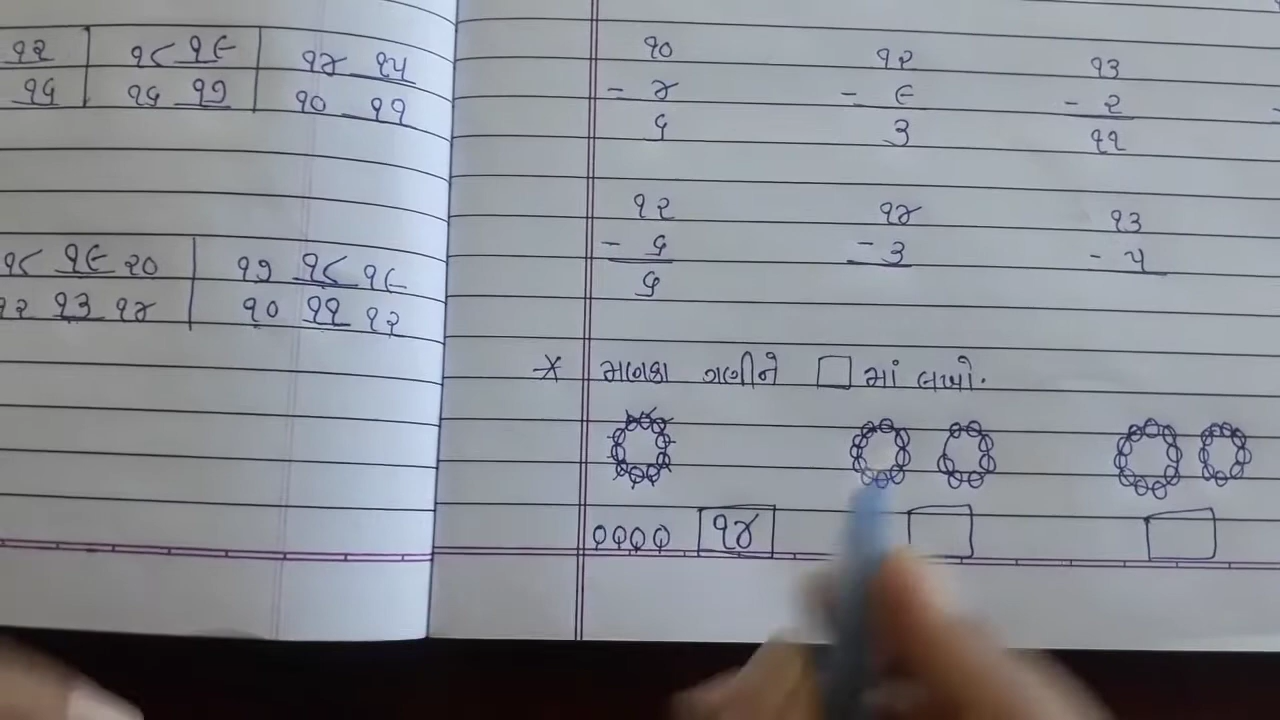 ૧૨ ૧૮ ૧૯ ૧૪ ૧૫
૧૬ ૧૬ ૧૭ ૧૦ ૧૧
૧૮ ૧૯ ૨૦ ૧૭ ૧૮ ૧૯
૧૨ ૧૩ ૧૪ ૧૦ ૧૧ ૧૨
૧૦ ૧૨ ૧૩
- ૪ - ૯ - ૨
૬ ૩ ૧૧
૧૨ ૧૪ ૧૩
- ૬ - ૩ - ૫
૬
* મણકા ગણીને □ માં લખો.
૧૪